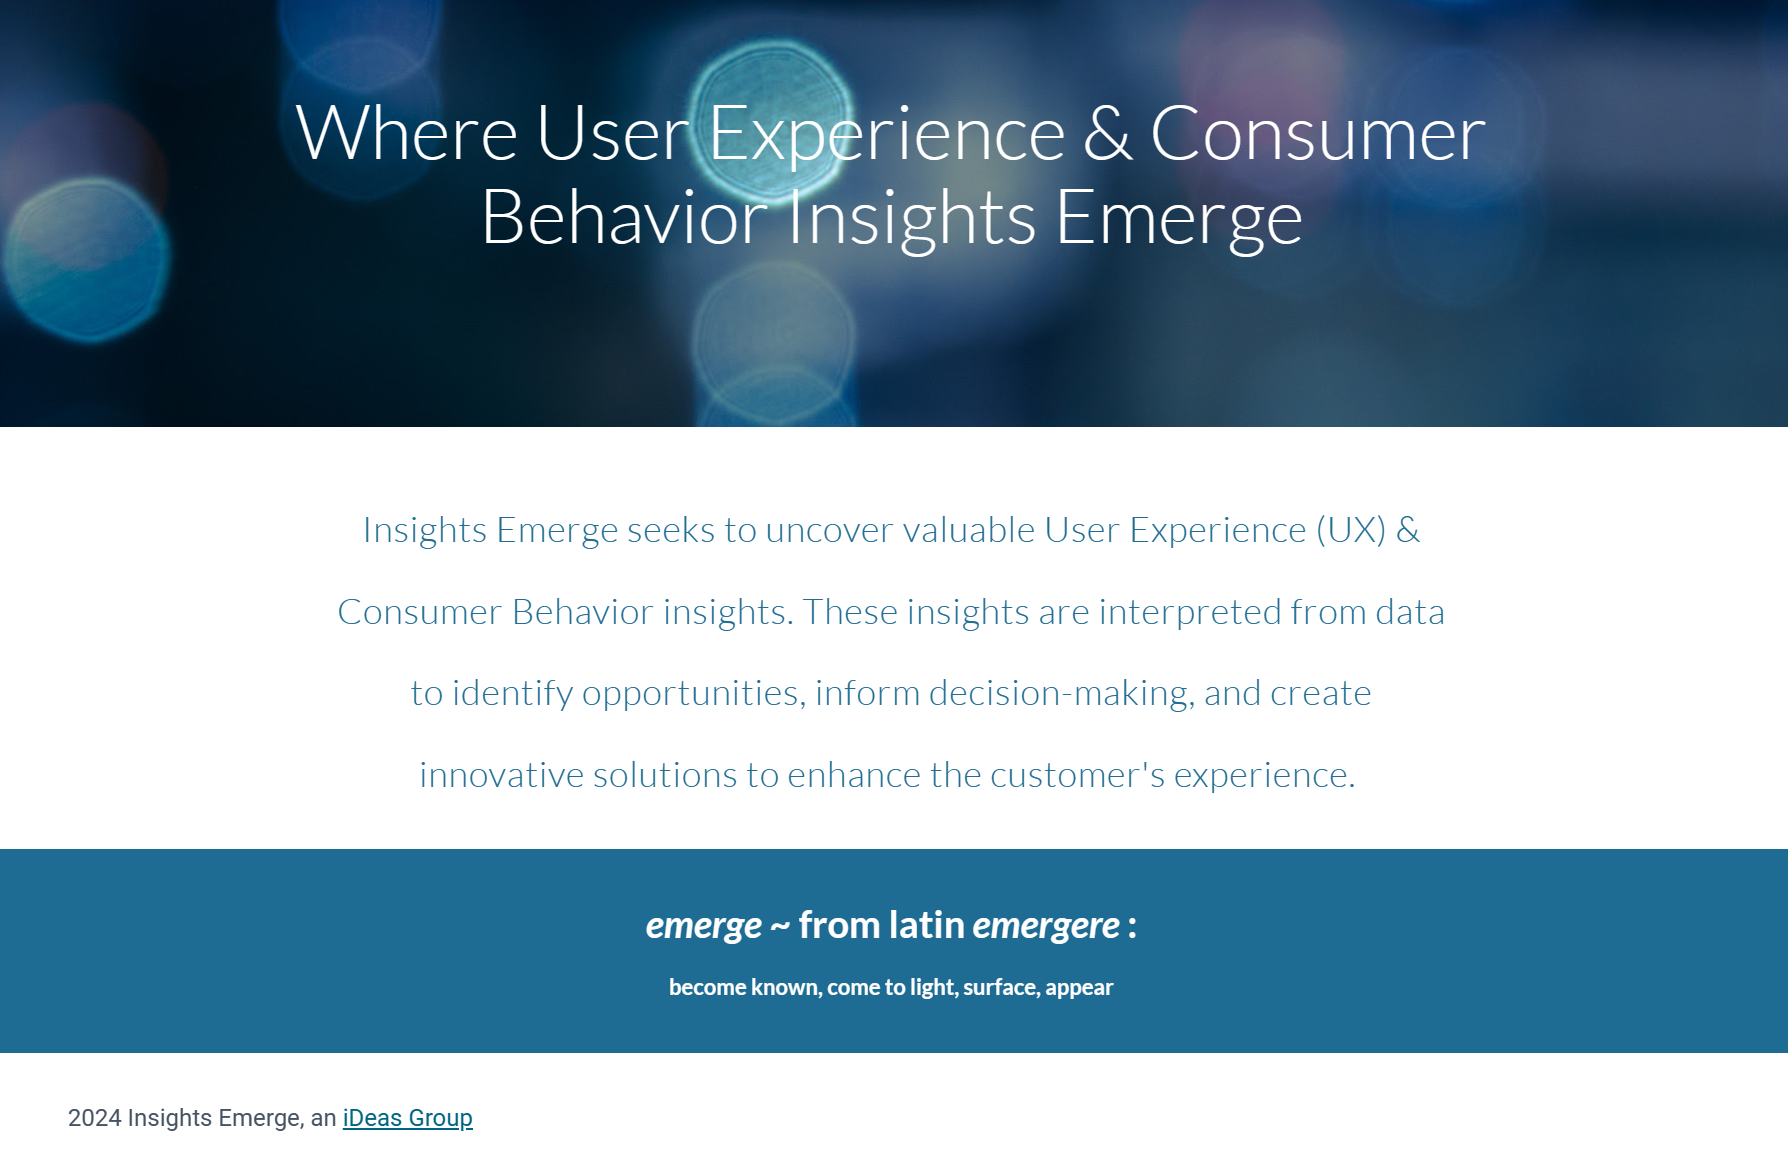 Where User Experience & Consumer
Behavior Insights Emerge
Insights Emerge seeks to uncover valuable User Experience (UX) &
Consumer Behavior insights. These insights are interpreted from data
to identify opportunities, inform decision-making, and create
innovative solutions to enhance the customer's experience.
emerge ~ from latin emergere :
become known, come to light, surface, appear
2024 Insights Emerge, an iDeas Group